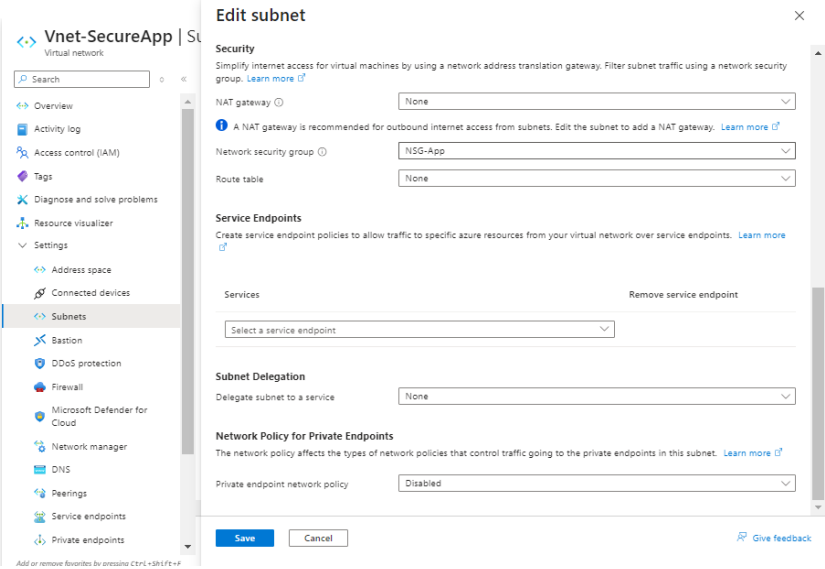 Vnet-SecureApp | Su
Virtual network
Search
Overview
Activity log
Access control (IAM)
Tags
Diagnose and solve problems
Resource visualizer
Settings
Address space
Connected devices
Subnets
Bastion
DDoS protection
Firewall
Microsoft Defender for
Cloud
Network manager
DNS
Peerings
Service endpoints
Private endpoints
Add or remove favorites by pressing Ctrl+Shift+F
Edit subnet
Security
Simplify internet access for virtual machines by using a network address translation gateway. Filter subnet traffic using a network security
group. Learn more
NAT gateway None
A NAT gateway is recommended for outbound internet access from subnets. Edit the subnet to add a NAT gateway. Learn more
Network security group NSG-App
Route table None
Service Endpoints
Create service endpoint policies to allow traffic to specific azure resources from your virtual network over service endpoints. Learn more
Services Remove service endpoint
Select a service endpoint
Subnet Delegation
Delegate subnet to a service None
Network Policy for Private Endpoints
The network policy affects the types of network policies that control traffic going to the private endpoints in this subnet. Learn more
Private endpoint network policy Disabled
Save Cancel Give feedback